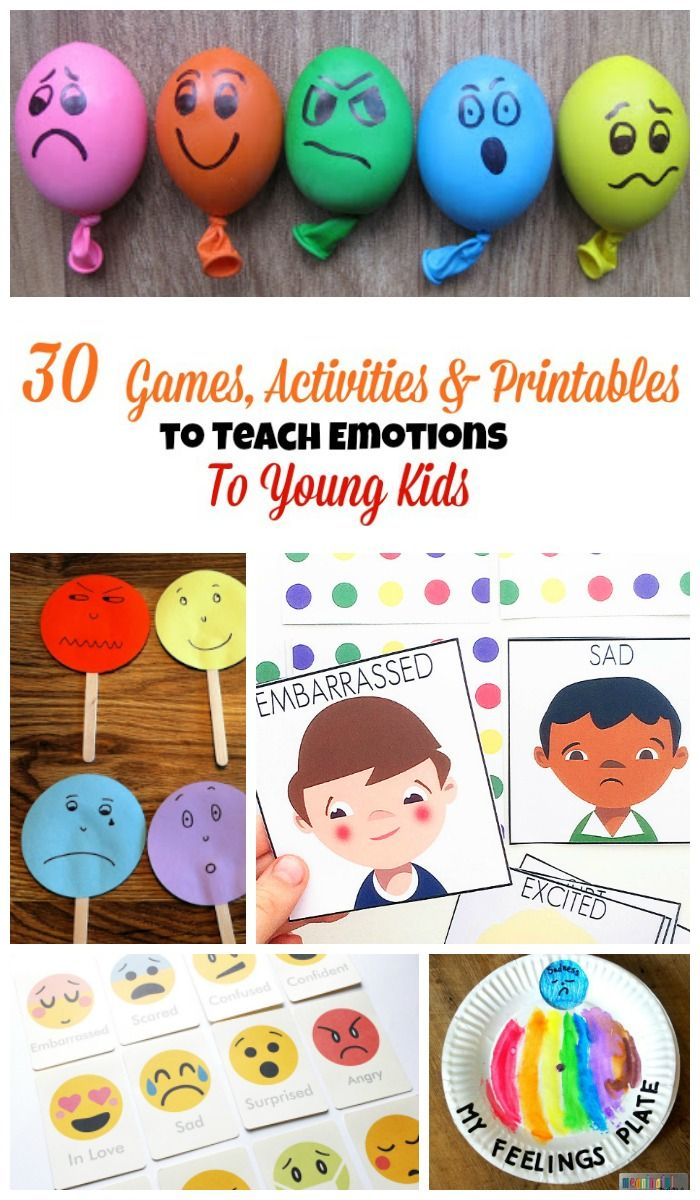 30 Games, Activities & Printables
To Teach Emotions
To Young Kids
EMBARRASSED
SAD
EXCITED
Embarrassed
Scared
Confused
Confident
In Love
Sad
Surprised
Angry
Sadness
MY FEELINGS PLATE